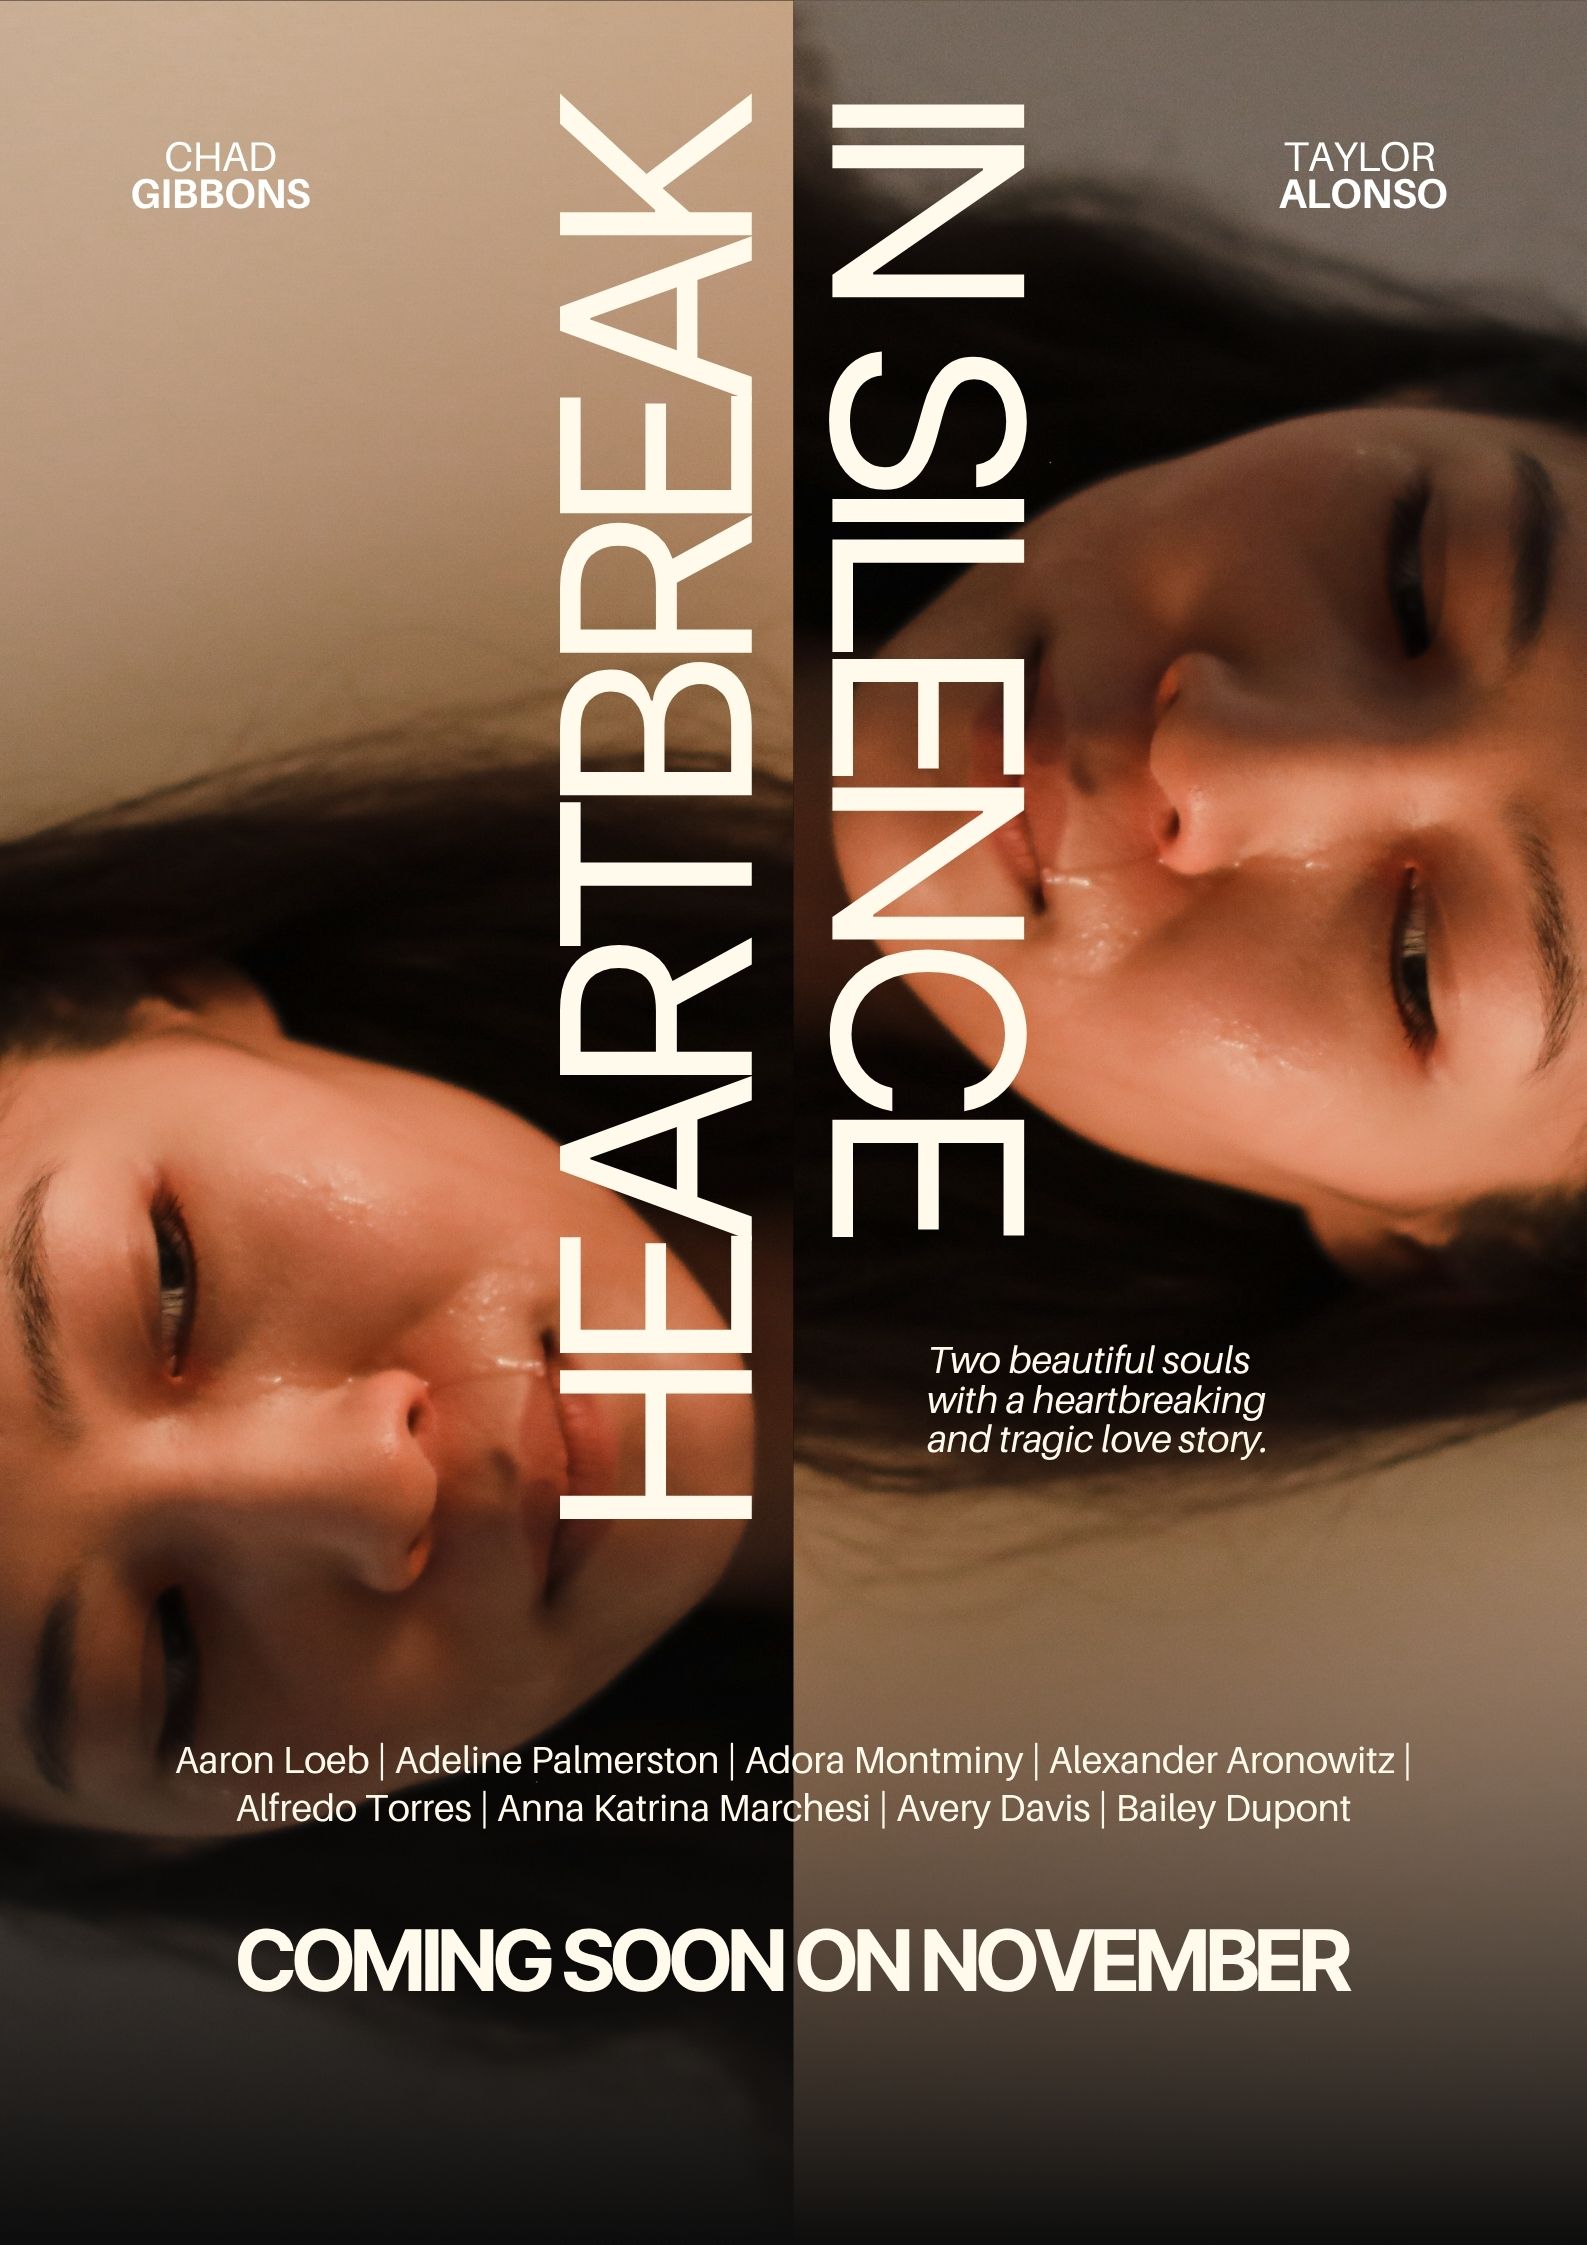 CHAD
GIBBONS
TAYLOR
ALONSO
HEARTBREAK
IN SILENCE
Two beautiful souls
with a heartbreaking
and tragic love story.
Aaron Loeb | Adeline Palmerston | Adora Montminy | Alexander Aronowitz |
Alfredo Torres | Anna Katrina Marchesi | Avery Davis | Bailey Dupont
COMING SOON ON NOVEMBER